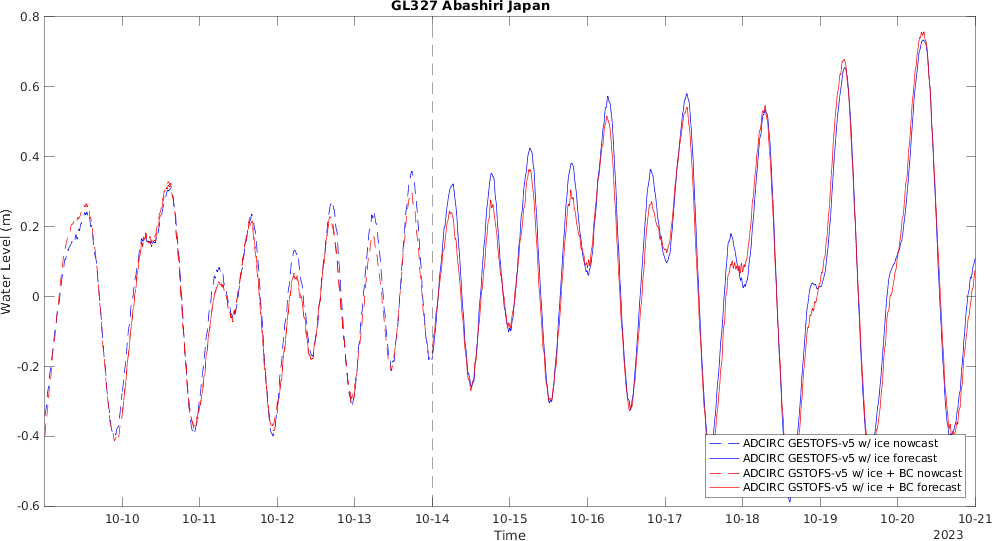 GL327 Abashiri Japan
0.8
0.6
0.4
0.2
0
-0.2
-0.4
-0.6
Water Level (m)
ADCIRC GESTOFS-v5 w/ ice nowcast
ADCIRC GESTOFS-v5 w/ ice forecast
ADCIRC GSTOFS-v5 w/ ice + BC nowcast
ADCIRC GSTOFS-v5 w/ ice + BC forecast
10-10 10-11 10-12 10-13 10-14 10-15 10-16 10-17 10-18 10-19 10-20 10-21
Time
2023